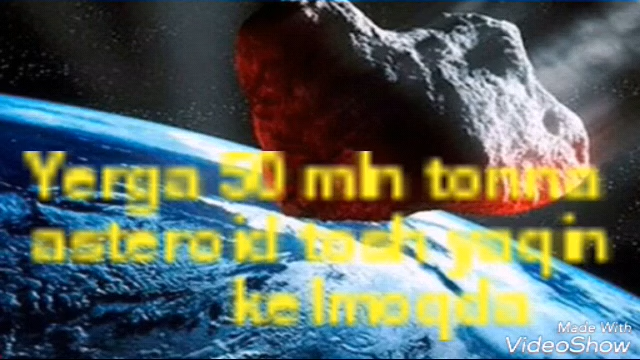 Yerga 50 mln tonna
asteroid tosh yaqin
kelmoqda
Made With
VideoShow